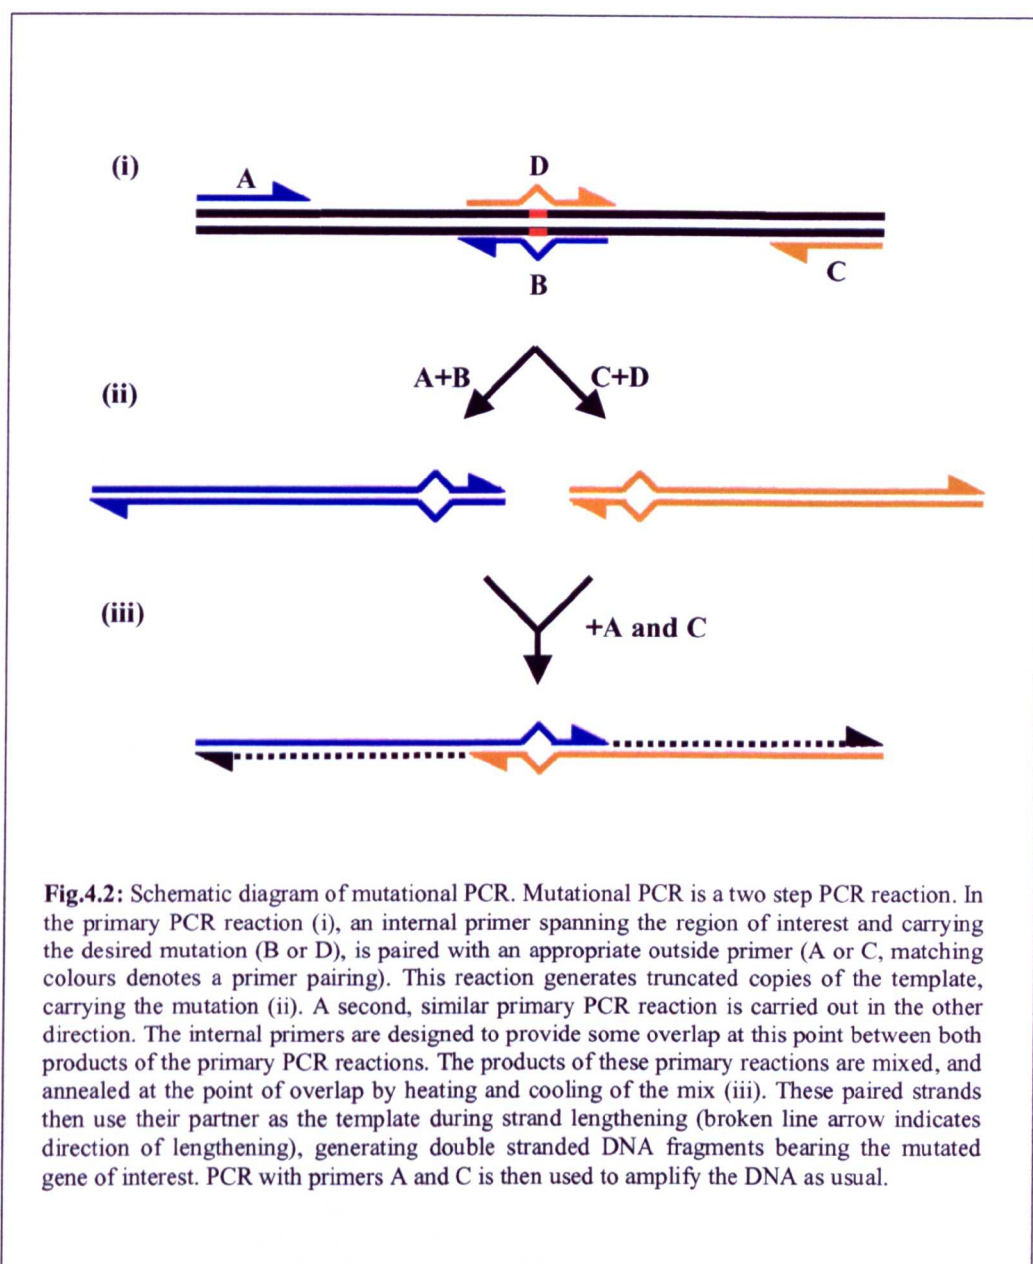 (i)
A
D
B
C
(ii)
A+B
C+D
(iii)
+A and C
Fig.4.2: Schematic diagram of mutational PCR. Mutational PCR is a two step PCR reaction. In
the primary PCR reaction (i), an internal primer spanning the region of interest and carrying
the desired mutation (B or D), is paired with an appropriate outside primer (A or C, matching
colours denotes a primer pairing). This reaction generates truncated copies of the template,
carrying the mutation (ii). A second, similar primary PCR reaction is carried out in the other
direction. The internal primers are designed to provide some overlap at this point between both
products of the primary PCR reactions. The products of these primary reactions are mixed, and
annealed at the point of overlap by heating and cooling of the mix (iii). These paired strands
then use their partner as the template during strand lengthening (broken line arrow indicates
direction of lengthening), generating double stranded DNA fragments bearing the mutated
gene of interest. PCR with primers A and C is then used to amplify the DNA as usual.